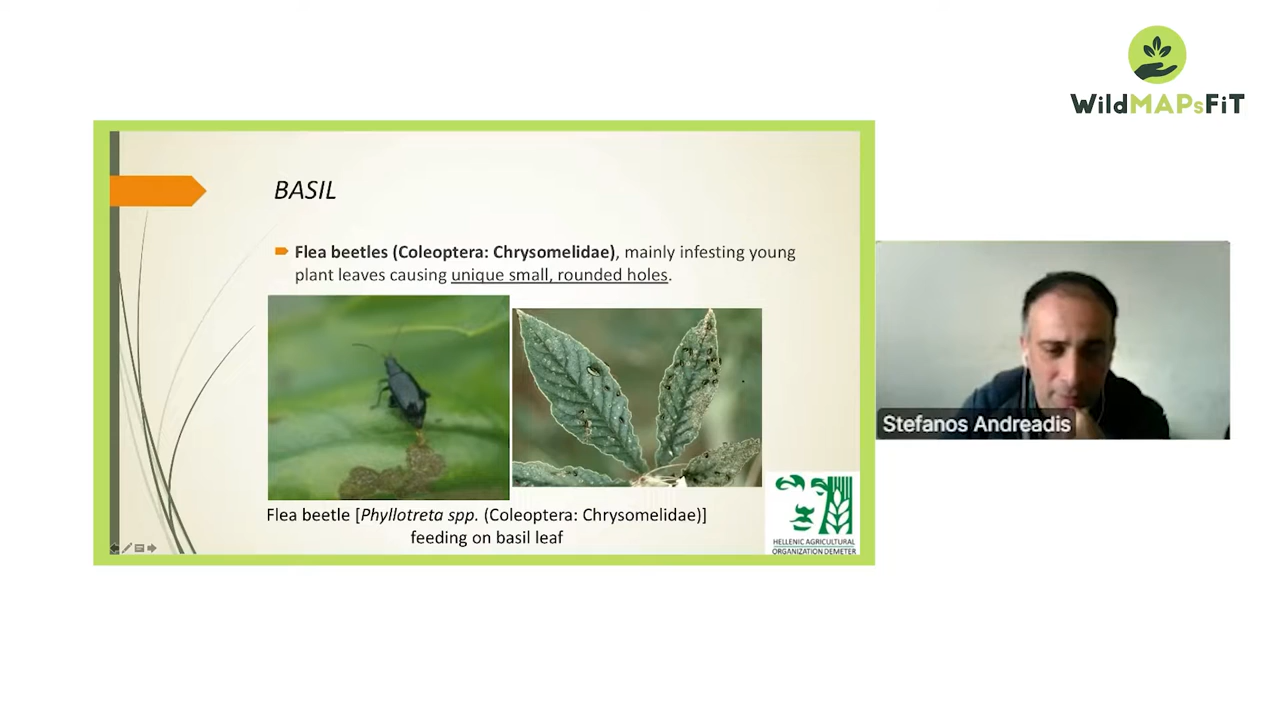 WildMAPsFiT
BASIL
Flea beetles (Coleoptera: Chrysomelidae), mainly infesting young
plant leaves causing unique small, rounded holes.
Flea beetle [Phyllotreta spp. (Coleoptera: Chrysomelidae)]
feeding on basil leaf
HELLENIC AGRICULTURAL
ORGANIZATION DEMETER
Stefanos Andreadis